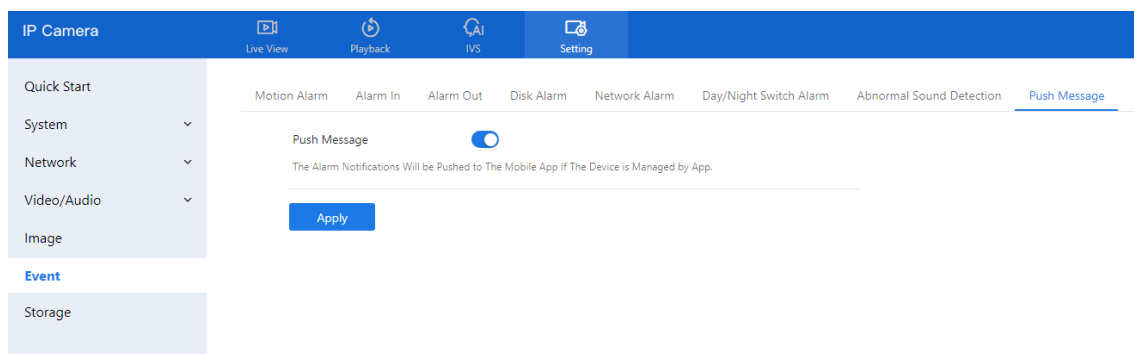 IP Camera
Live View
Playback
AI
IVS
Setting
Quick Start
System
Network
Video/Audio
Image
Event
Storage
Motion Alarm Alarm In Alarm Out Disk Alarm Network Alarm Day/Night Switch Alarm Abnormal Sound Detection Push Message
Push Message
The Alarm Notifications Will be Pushed to The Mobile App If The Device is Managed by App.
Apply